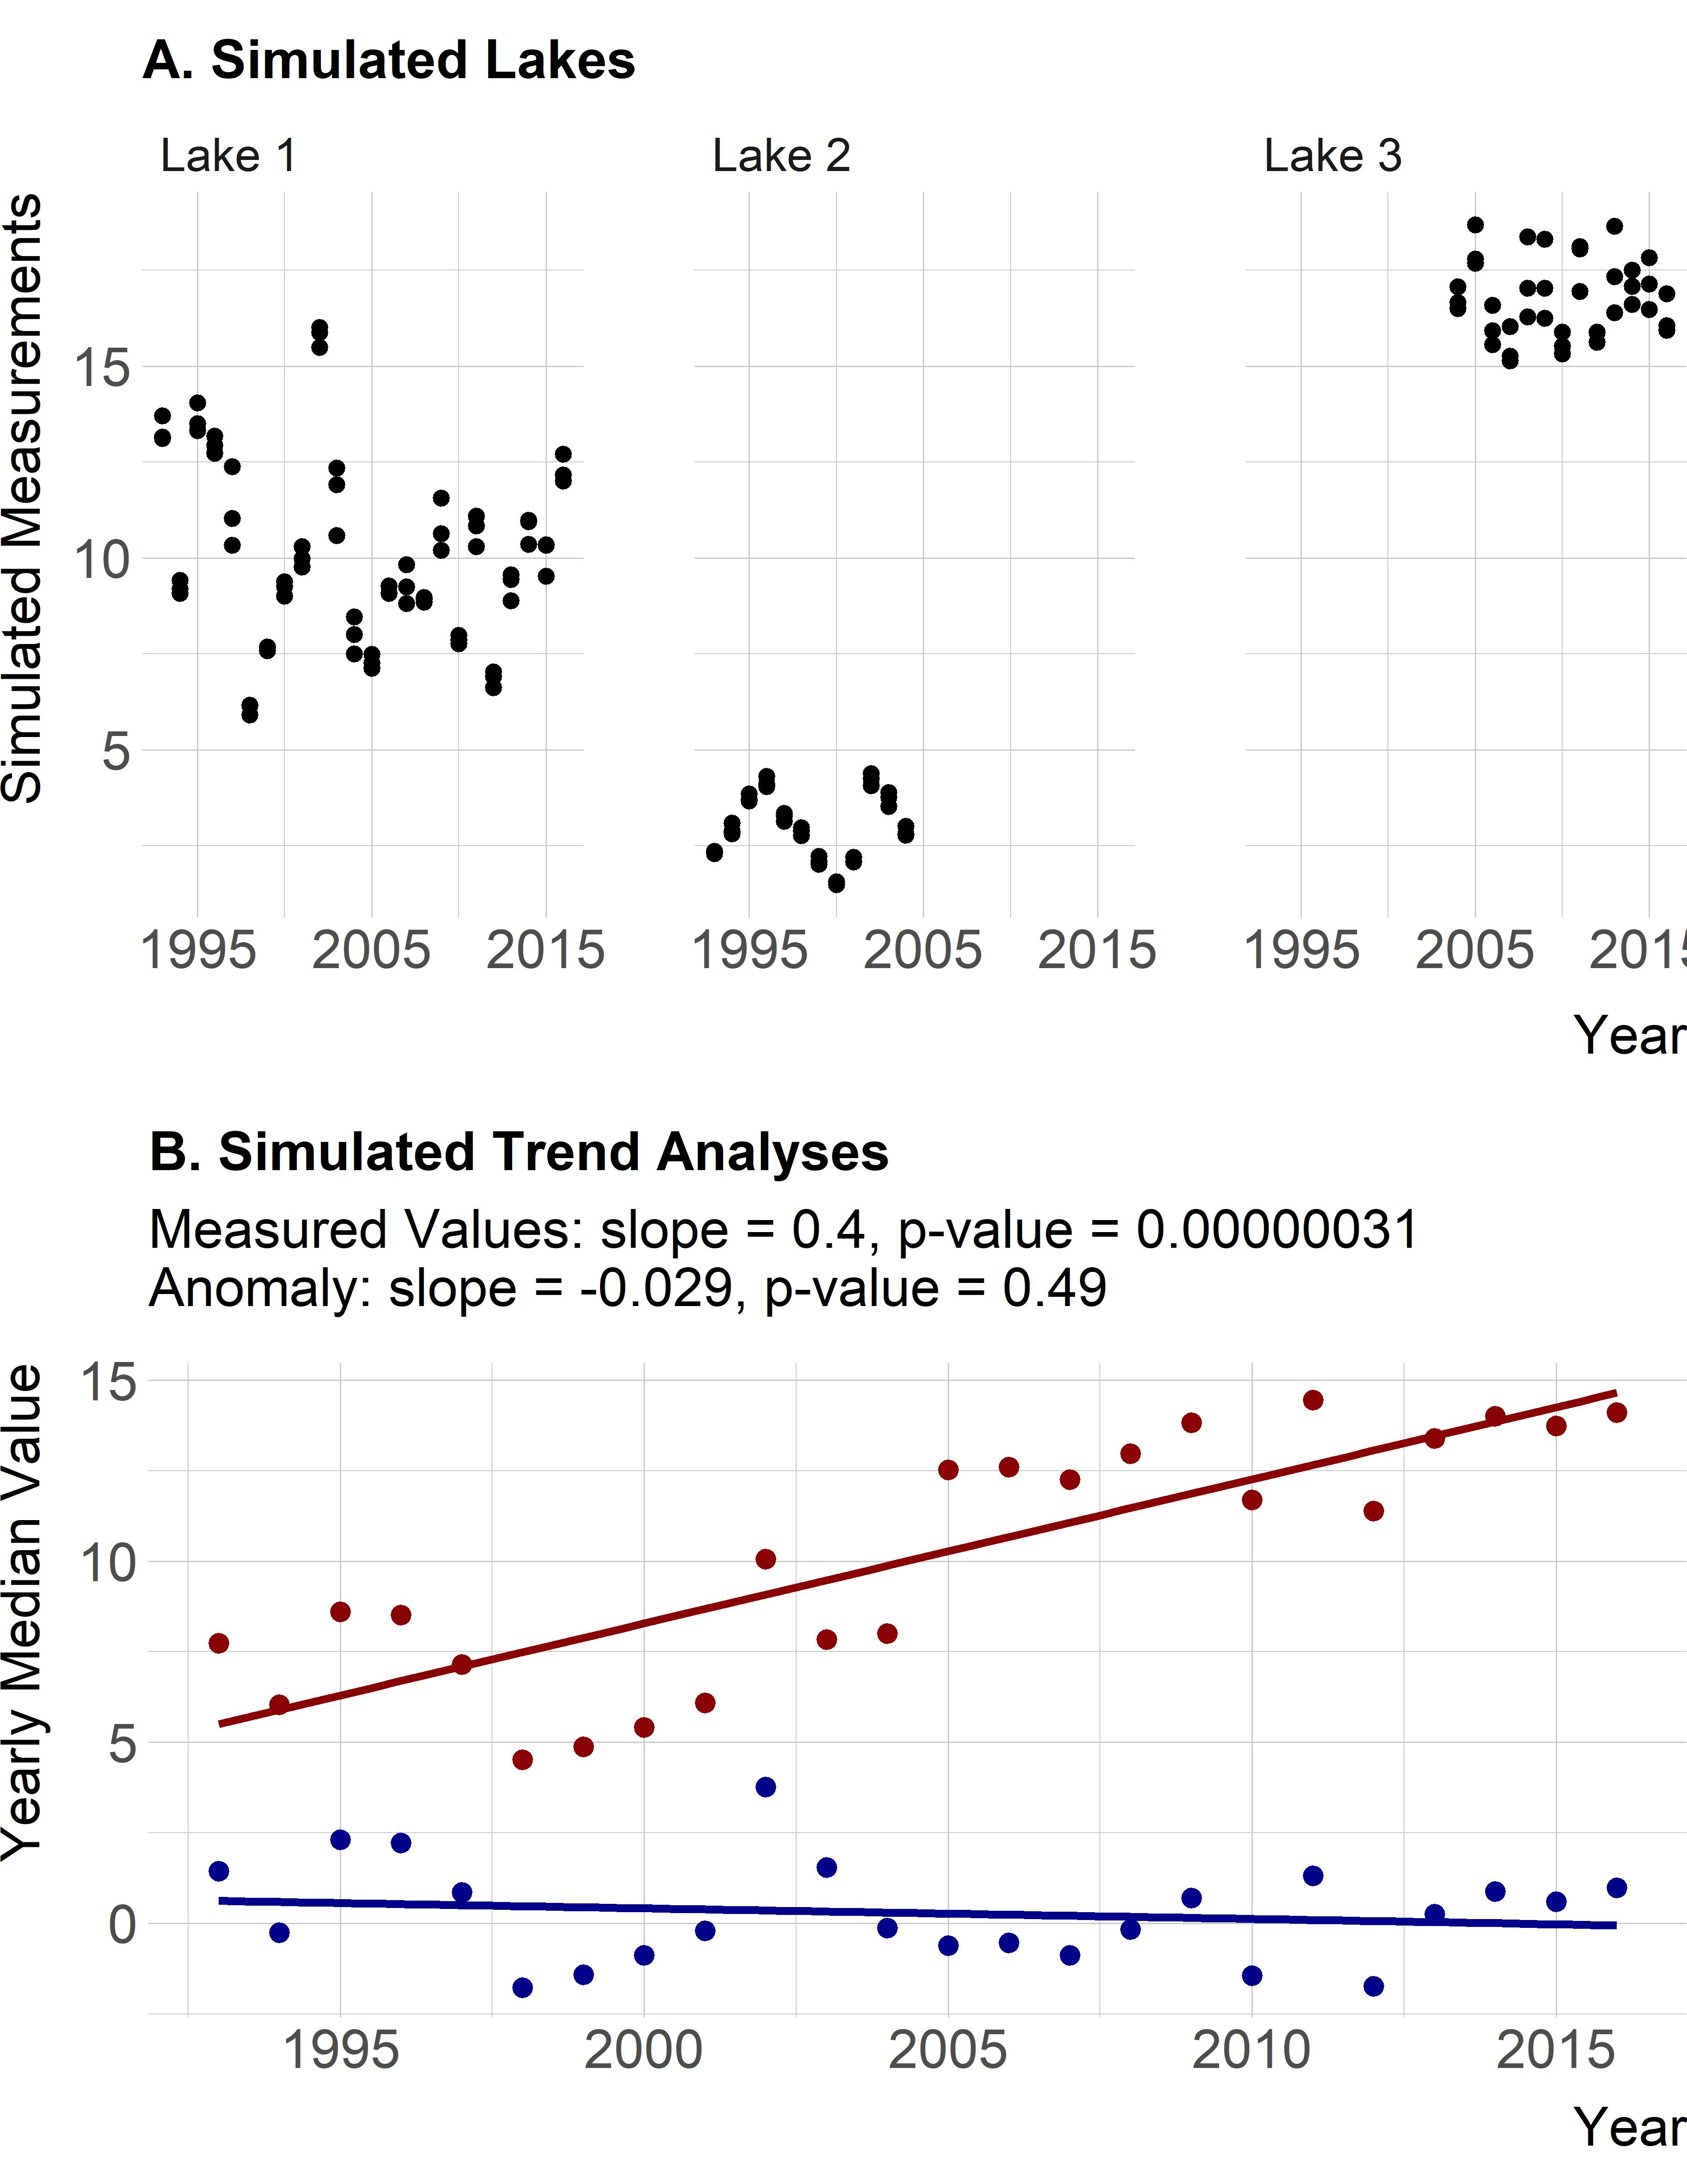 A. Simulated Lakes
Lake 1 Lake 2 Lake 3
Simulated Measurements
15
10
5
1995 2005 2015 1995 2005 2015 1995 2005 201
Year
B. Simulated Trend Analyses
Measured Values: slope = 0.4, p-value = 0.00000031
Anomaly: slope = -0.029, p-value = 0.49
Yearly Median Value
15
10
5
0
1995 2000 2005 2010 2015
Year